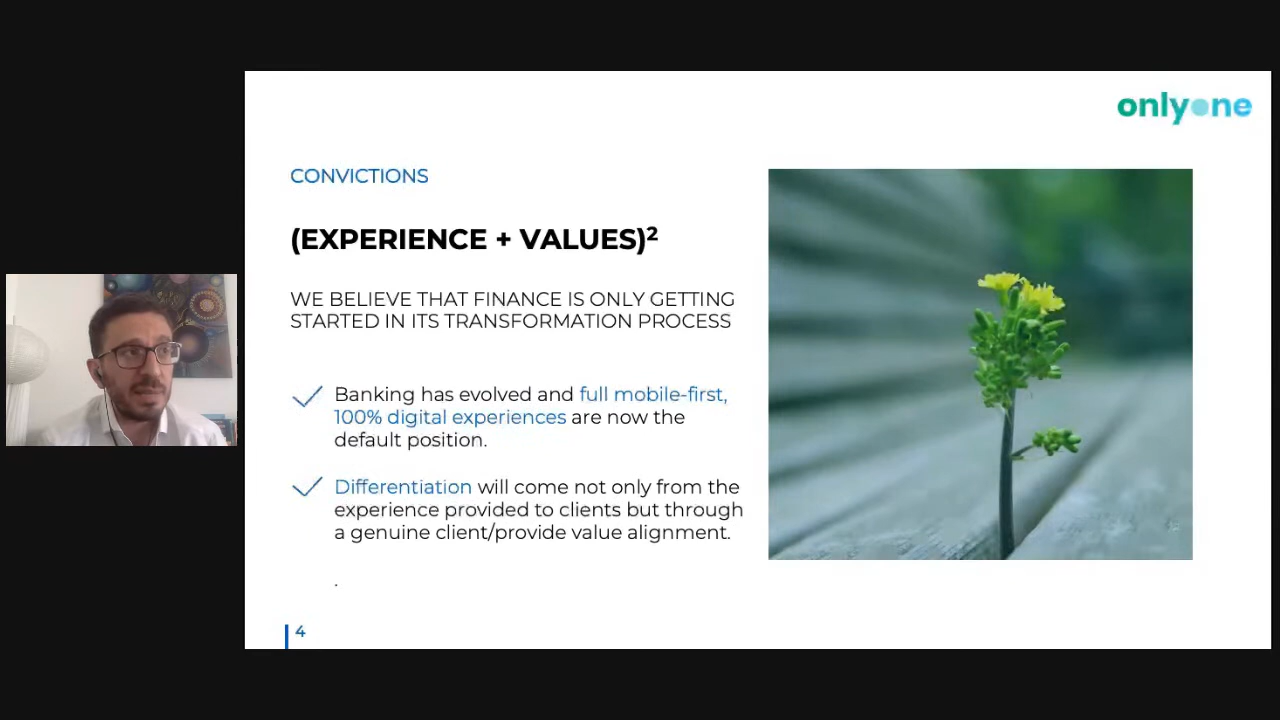 onlyone
CONVICTIONS
(EXPERIENCE + VALUES)²
WE BELIEVE THAT FINANCE IS ONLY GETTING
STARTED IN ITS TRANSFORMATION PROCESS
Banking has evolved and full mobile-first,
100% digital experiences are now the
default position.
Differentiation will come not only from the
experience provided to clients but through
a genuine client/provide value alignment.
.
4